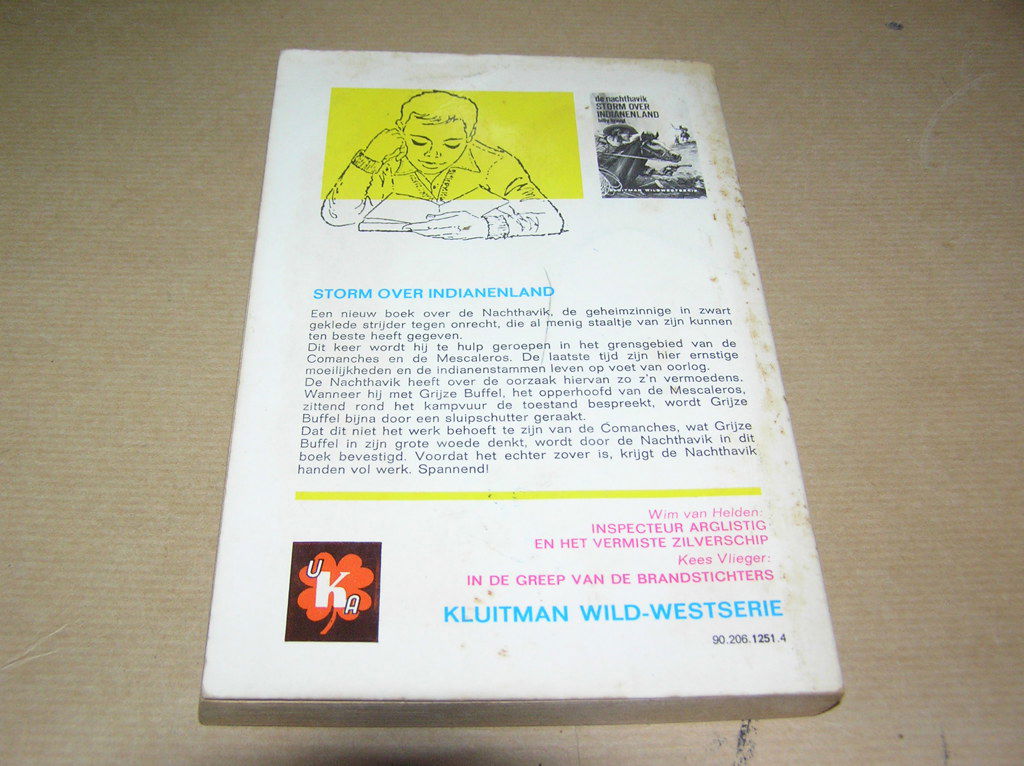 de nachthavik
STORM OVER
INDIANENLAND
KLUITMAN WILDWESTSERIE
STORM OVER INDIANENLAND
Een nieuw boek over de Nachthavik, de geheimzinnige in zwart
geklede strijder tegen onrecht, die al menig staaltje van zijn kunnen
ten beste heeft gegeven.
Dit keer wordt hij te hulp geroepen in het grensgebied van de
Comanches en de Mescaleros. De laatste tijd zijn hier ernstige
moeilijkheden en de indianenstammen leven op voet van oorlog.
De Nachthavik heeft over de oorzaak hiervan zo z'n vermoedens.
Wanneer hij met Grijze Buffel, het opperhoofd van de Mescaleros,
zittend rond het kampvuur de toestand bespreekt, wordt Grijze
Buffel bijna door een sluipschutter geraakt.
Dat dit niet het werk behoeft te zijn van de Comanches, wat Grijze
Buffel in zijn grote woede denkt, wordt door de Nachthavik in dit
boek bevestigd. Voordat het echter zover is, krijgt de Nachthavik
handen vol werk. Spannend!
Wim van Helden:
INSPECTEUR ARGLISTIG
EN HET VERMISTE ZILVERSCHIP
Kees Vlieger:
IN DE GREEP VAN DE BRANDSTICHTERS
UKA
KLUITMAN WILD-WESTSERIE
90.206.1251.4